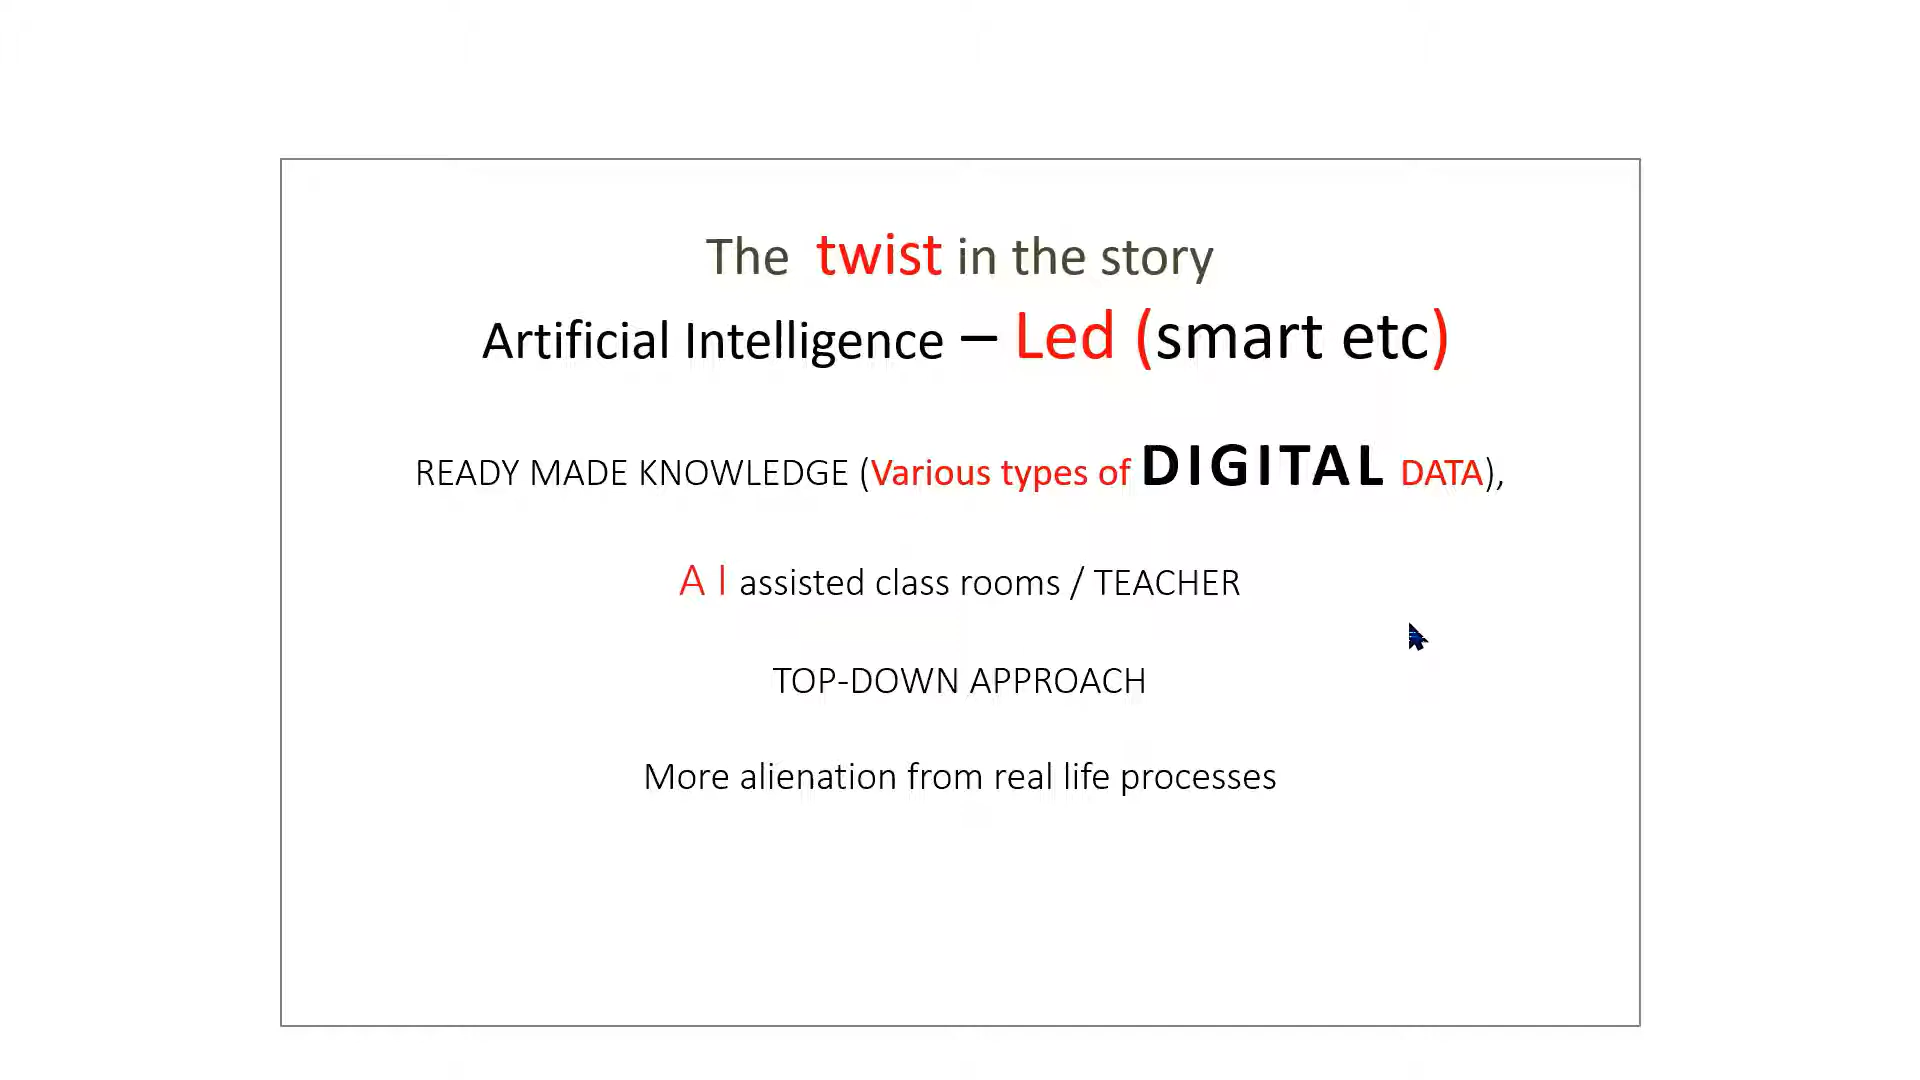 The twist in the story
Artificial Intelligence – Led (smart etc)
READY MADE KNOWLEDGE (Various types of DIGITAL DATA),
A I assisted class rooms / TEACHER
TOP-DOWN APPROACH
More alienation from real life processes